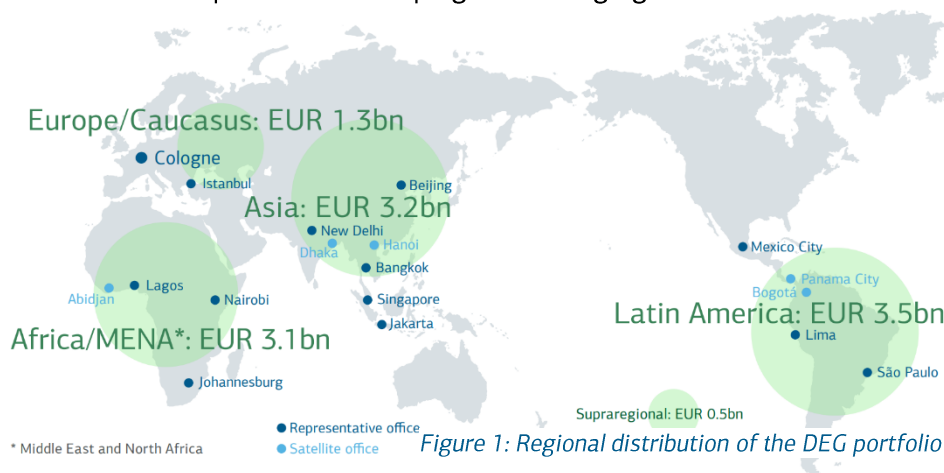 Europe/Caucasus: EUR 1.3bn
Cologne
Istanbul
Beijing
Asia: EUR 3.2bn
New Delhi
Dhaka
Hanoi
Bangkok
Mexico City
Panama City
Bogotá
Abidjan
Lagos
Nairobi
Singapore
Jakarta
Latin America: EUR 3.5bn
Lima
Africa/MENA*: EUR 3.1bn
Johannesburg
São Paulo
Supraregional: EUR 0.5bn
Representative office
Satellite office
* Middle East and North Africa
Figure 1: Regional distribution of the DEG portfolio